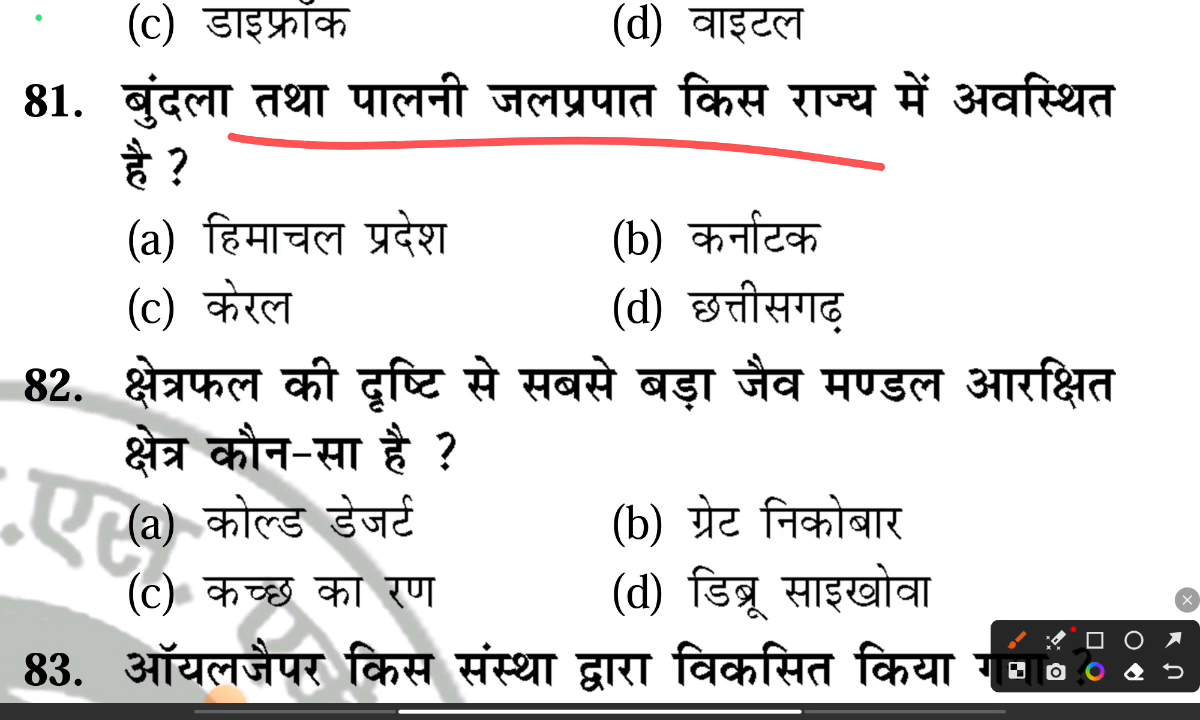 (c) डाइफ्रॉक (d) वाइटल
81. बुंदला तथा पालनी जलप्रपात किस राज्य में अवस्थित
है ?
(a) हिमाचल प्रदेश (b) कर्नाटक
(c) केरल (d) छत्तीसगढ़
82. क्षेत्रफल की दृष्टि से सबसे बड़ा जैव मण्डल आरक्षित
क्षेत्र कौन-सा है ?
(a) कोल्ड डेजर्ट (b) ग्रेट निकोबार
(c) कच्छ का रण (d) डिब्रू साइखोवा
83. ऑयलजैपर किस संस्था द्वारा विकसित किया गया ?